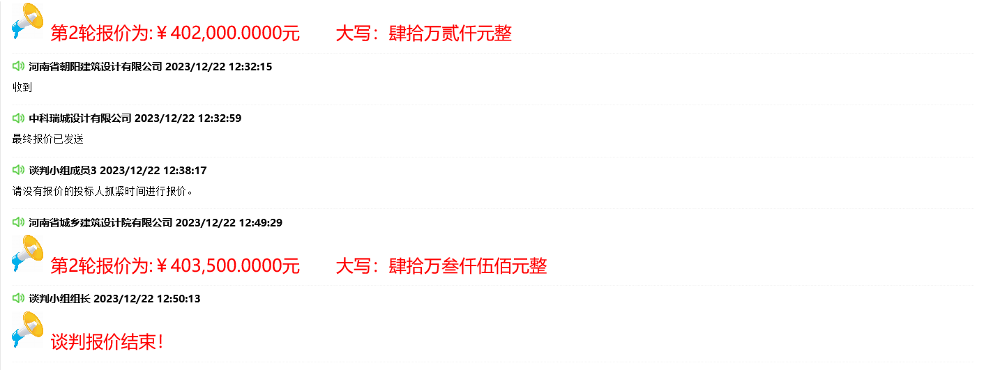 第2轮报价为:￥402,000.0000元 大写：肆拾万贰仟元整
河南省朝阳建筑设计有限公司 2023/12/22 12:32:15
收到
中科瑞城设计有限公司 2023/12/22 12:32:59
最终报价已发送
谈判小组成员3 2023/12/22 12:38:17
请没有报价的投标人抓紧时间进行报价。
河南省城乡建筑设计院有限公司 2023/12/22 12:49:29
第2轮报价为:￥403,500.0000元 大写：肆拾万叁仟伍佰元整
谈判小组组长 2023/12/22 12:50:13
谈判报价结束！